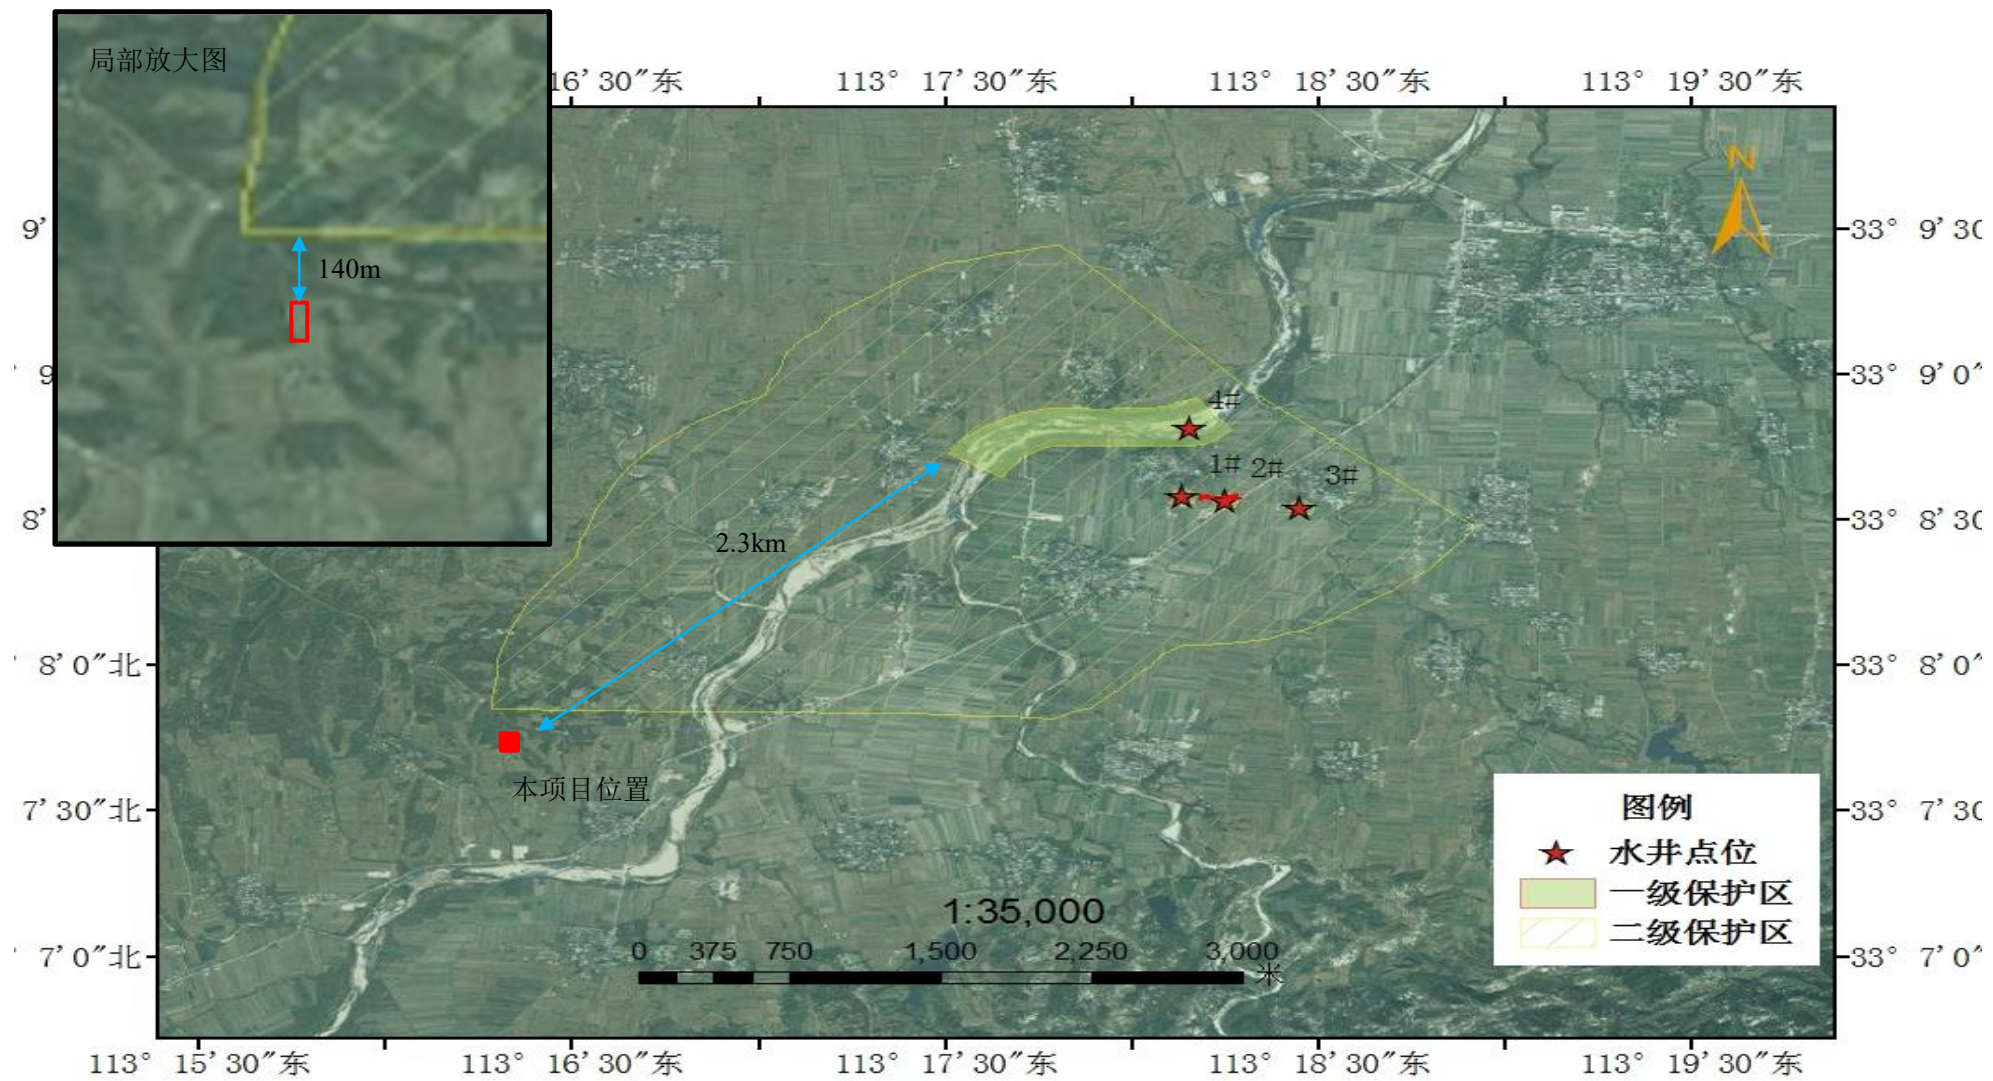 局部放大图
140m
16′30″东
113° 17′30″东
113° 18′30″东
113° 19′30″东
N
9′
33° 9′30
9
33° 9′0″
8′
33° 8′30
8′0″北
33° 8′0″
7′30″北
33° 7′30
7′0″北
33° 7′0″
4#
1#
2#
3#
2.3km
本项目位置
图例
水井点位
一级保护区
二级保护区
1:35,000
0 375 750 1,500 2,250 3,000
米
113° 15′30″东
113° 16′30″东
113° 17′30″东
113° 18′30″东
113° 19′30″东